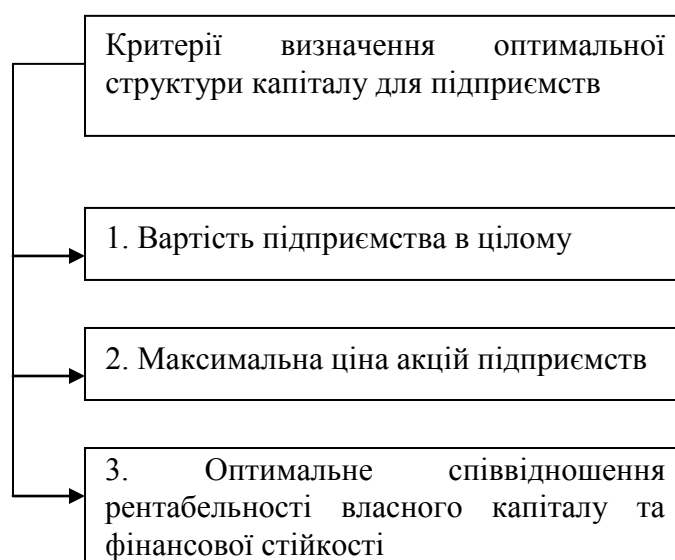 Критерії визначення оптимальної
структури капіталу для підприємств
1. Вартість підприємства в цілому
2. Максимальна ціна акцій підприємств
3. Оптимальне співвідношення
рентабельності власного капіталу та
фінансової стійкості